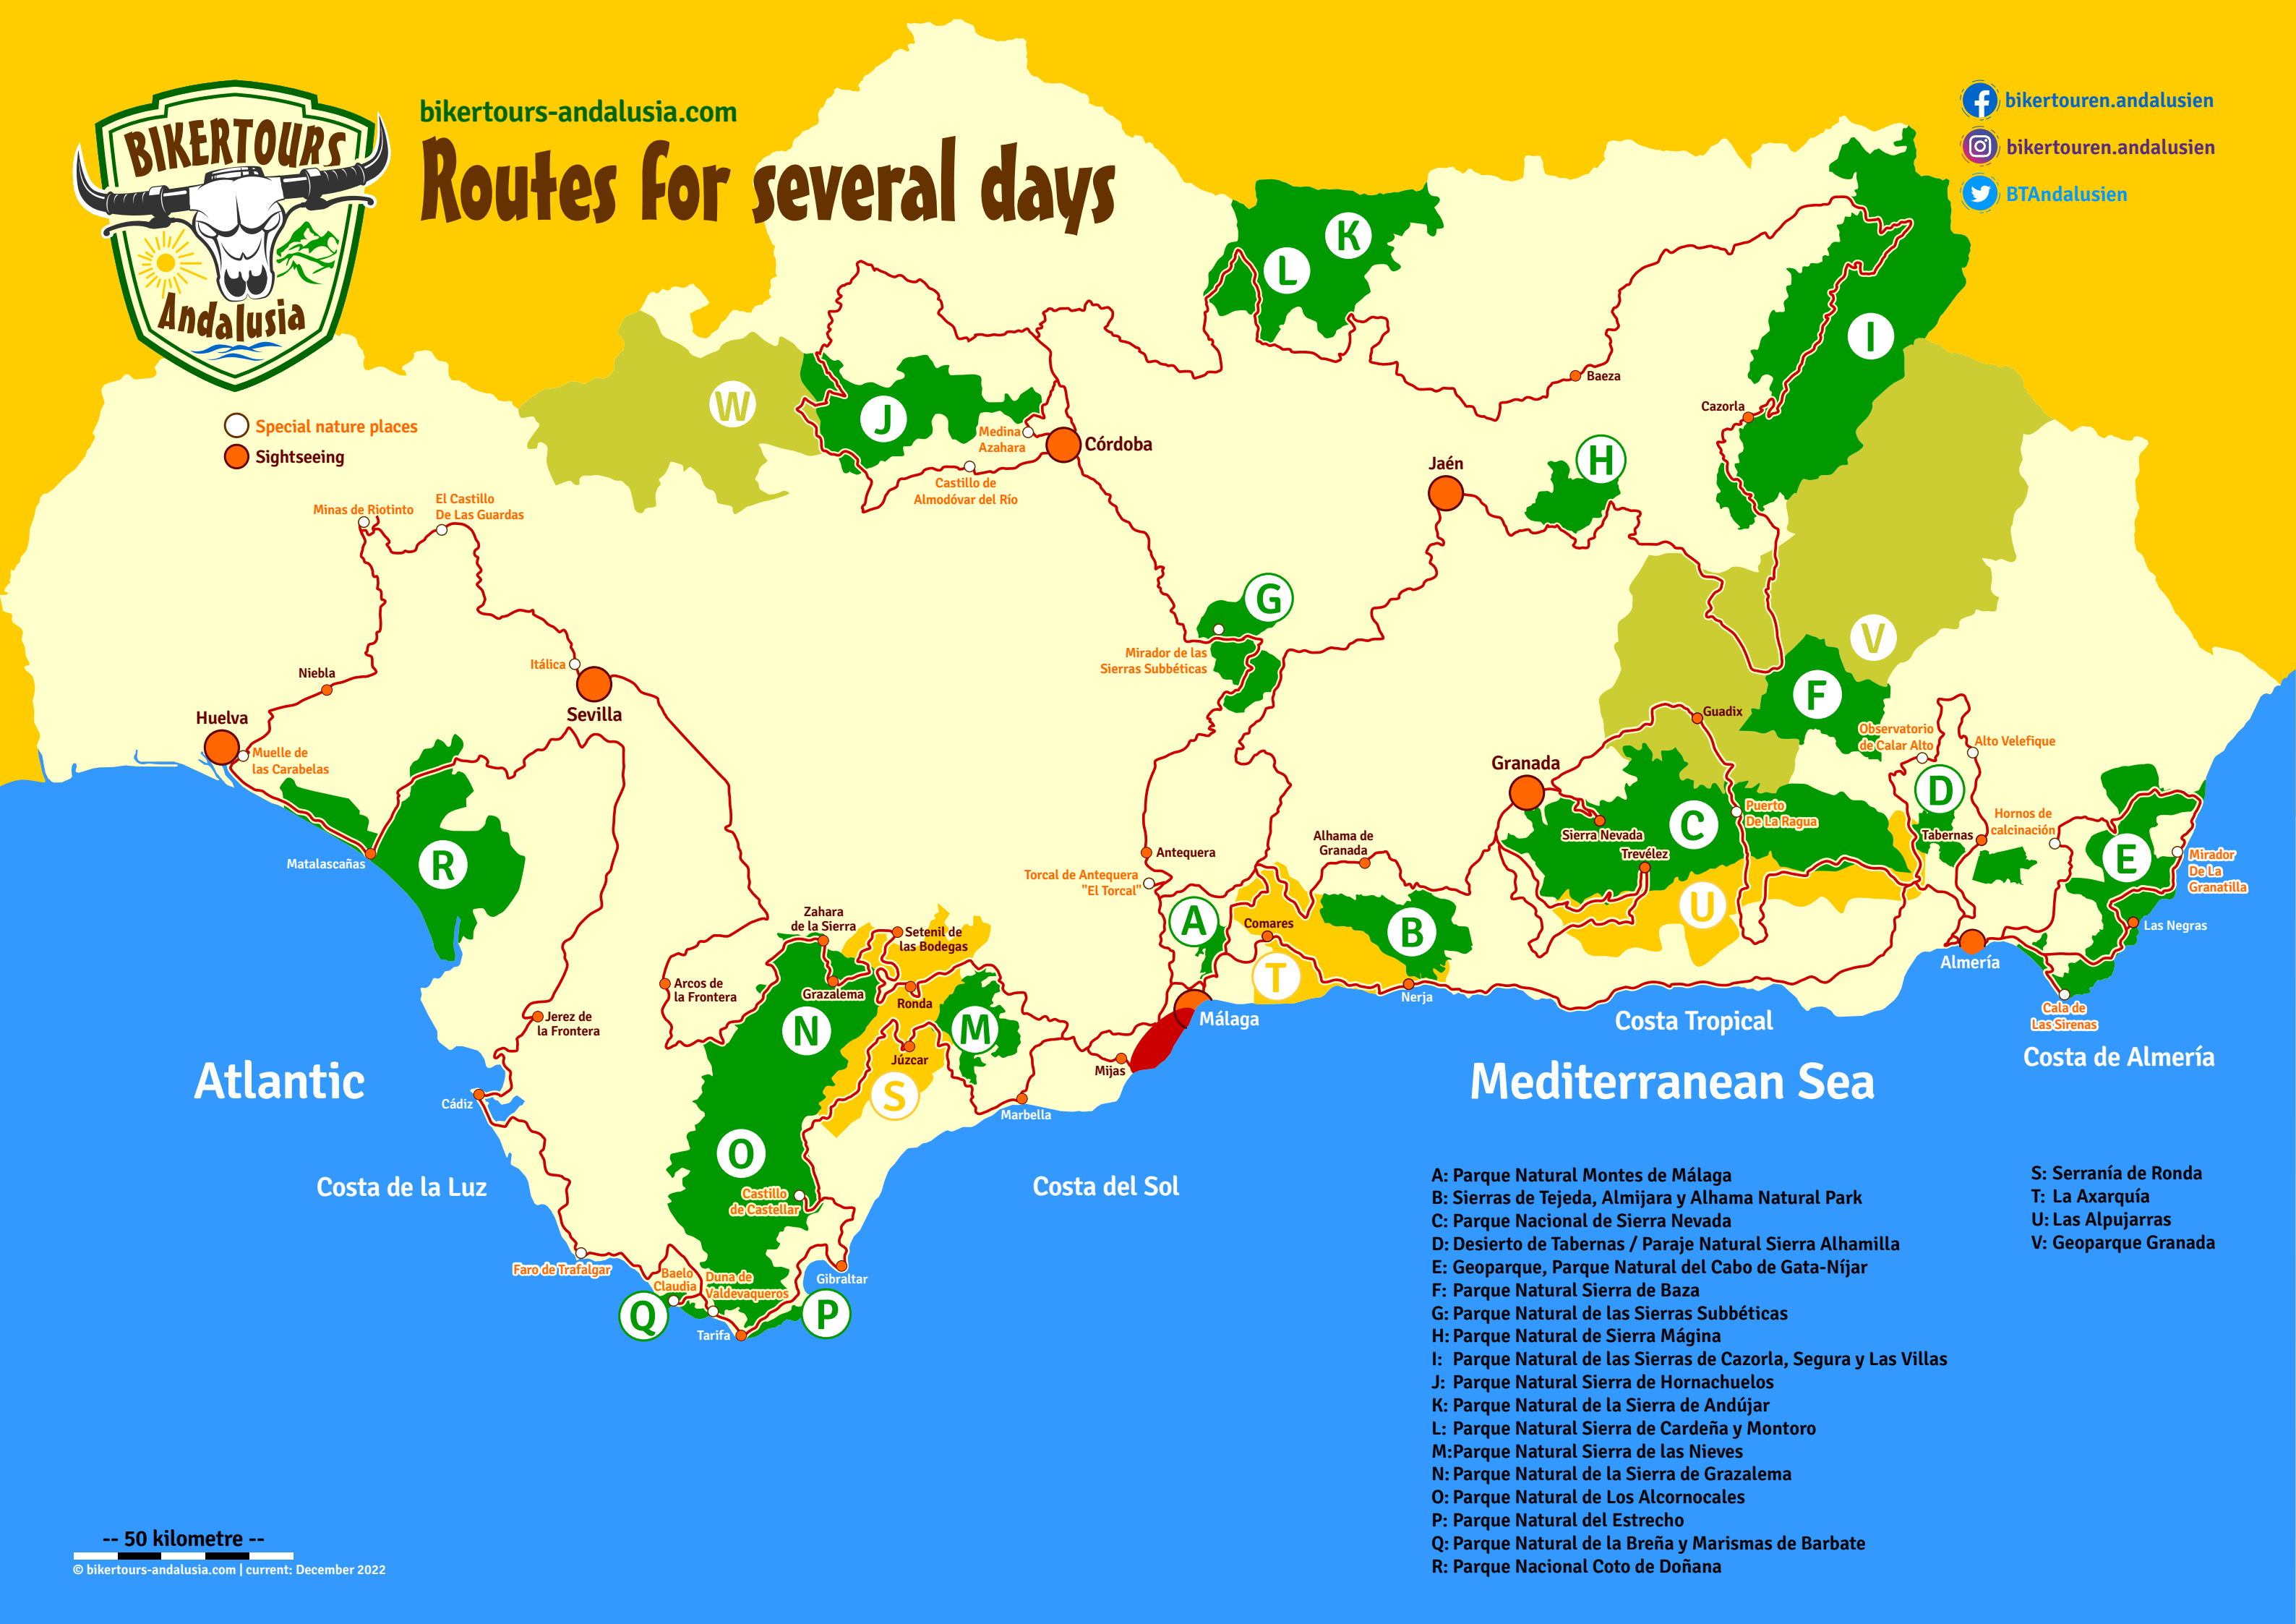 BIKERTOURS
Andalusia
bikertours-andalusia.com
Routes for several days
bikertouren.andalusien
bikertouren.andalusien
BTAndalusien
Special nature places
Sightseeing
K
L
I
W
J
Baeza
Cazorla
Medina
Azahara
Córdoba
Castillo de
Almodóvar del Río
Jaén
H
Minas de Riotinto
El Castillo
De Las Guardas
G
Mirador de las
Sierras Subbéticas
V
Itálica
Niebla
Sevilla
Huelva
Muelle de
las Carabelas
F
Guadix
Observatorio
de Calar Alto
Alto Velefique
Granada
D
Puerto
De La Ragua
C
Sierra Nevada
Trevélez
Hornos de
calcinación
Tabernas
E
Mirador
De La
Granatilla
Matalascañas
R
Antequera
Alhama de
Granada
Torcal de Antequera
"El Torcal"
A
B
U
Comares
T
Las Negras
Zahara
de la Sierra
Setenil de
las Bodegas
Arcos de
la Frontera
Grazalema
Ronda
Almería
Nerja
Jerez de
la Frontera
N
M
Málaga
Costa Tropical
Cala de
Las Sirenas
Júzcar
Mijas
S
Marbella
Costa de Almería
Atlantic
Mediterranean Sea
Cádiz
O
Costa de la Luz
Castillo
de Castellar
Costa del Sol
Faro de Trafalgar
Baelo
Claudia
Duna de
Valdevaqueros
Gibraltar
Q
P
Tarifa
A: Parque Natural Montes de Málaga
B: Sierras de Tejeda, Almijara y Alhama Natural Park
C: Parque Nacional de Sierra Nevada
D: Desierto de Tabernas / Paraje Natural Sierra Alhamilla
E: Geoparque, Parque Natural del Cabo de Gata-Níjar
F: Parque Natural Sierra de Baza
G: Parque Natural de las Sierras Subbéticas
H: Parque Natural de Sierra Mágina
I: Parque Natural de las Sierras de Cazorla, Segura y Las Villas
J: Parque Natural Sierra de Hornachuelos
K: Parque Natural de la Sierra de Andújar
L: Parque Natural Sierra de Cardeña y Montoro
M:Parque Natural Sierra de las Nieves
N: Parque Natural de la Sierra de Grazalema
O: Parque Natural de Los Alcornocales
P: Parque Natural del Estrecho
Q: Parque Natural de la Breña y Marismas de Barbate
R: Parque Nacional Coto de Doñana
S: Serranía de Ronda
T: La Axarquía
U: Las Alpujarras
V: Geoparque Granada
-- 50 kilometre --
© bikertours-andalusia.com | current: December 2022